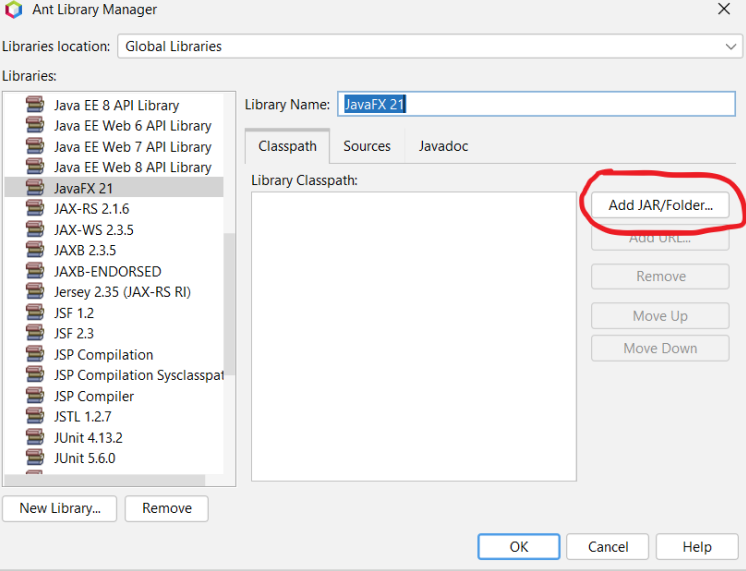 Ant Library Manager
Libraries location: Global Libraries
Libraries:
Java EE 8 API Library
Java EE Web 6 API Library
Java EE Web 7 API Library
Java EE Web 8 API Library
JavaFX 21
JAX-RS 2.1.6
JAX-WS 2.3.5
JAXB 2.3.5
JAXB-ENDORSED
Jersey 2.35 (JAX-RS RI)
JSF 1.2
JSF 2.3
JSP Compilation
JSP Compilation Sysclasspat
JSP Compiler
JSTL 1.2.7
JUnit 4.13.2
JUnit 5.6.0
New Library... Remove
Library Name: JavaFX 21
Classpath Sources Javadoc
Library Classpath:
Add JAR/Folder...
Add URL...
Remove
Move Up
Move Down
OK Cancel Help